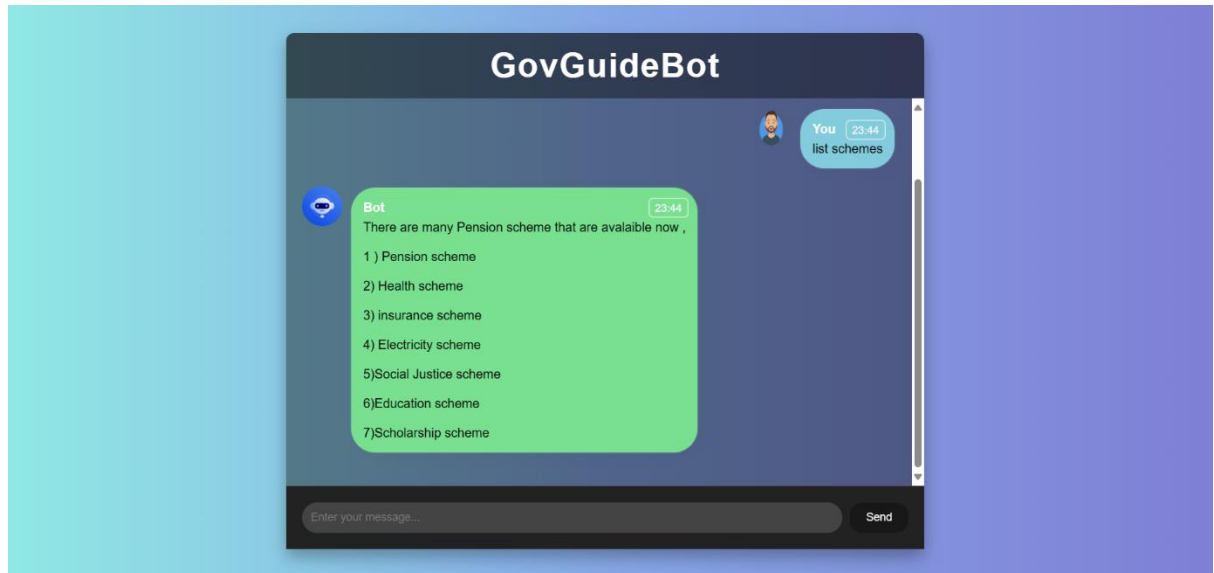 GovGuideBot
You 23:44
list schemes
Bot 23:44
There are many Pension scheme that are avalaible now ,
1 ) Pension scheme
2) Health scheme
3) insurance scheme
4) Electricity scheme
5)Social Justice scheme
6)Education scheme
7)Scholarship scheme
Enter your message... Send